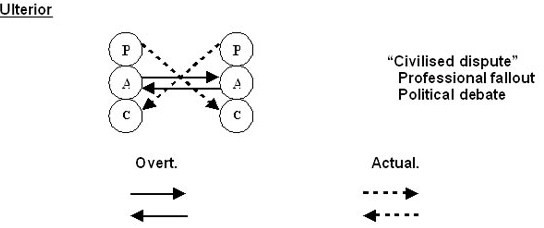 Ulterior
P P
A A
C C
“Civilised dispute”
Professional fallout
Political debate
Overt. Actual.